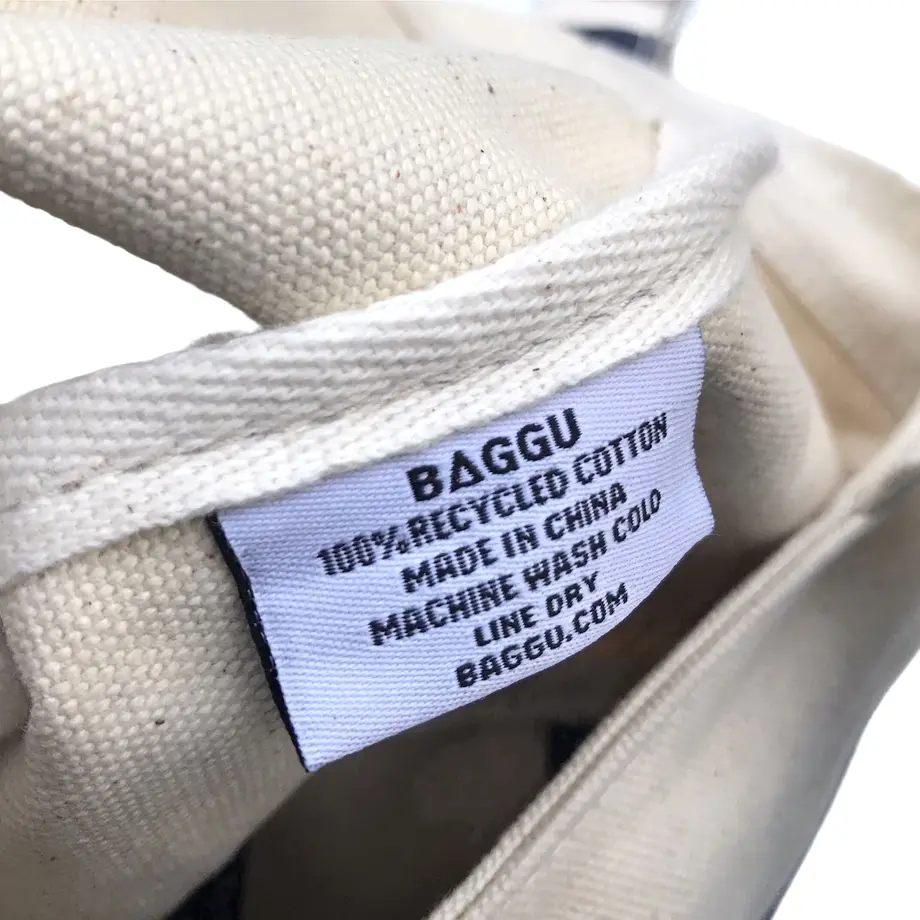 BAGGU
100% RECYCLED COTTON
MADE IN CHINA
MACHINE WASH COLD
LINE DRY
BAGGU.COM